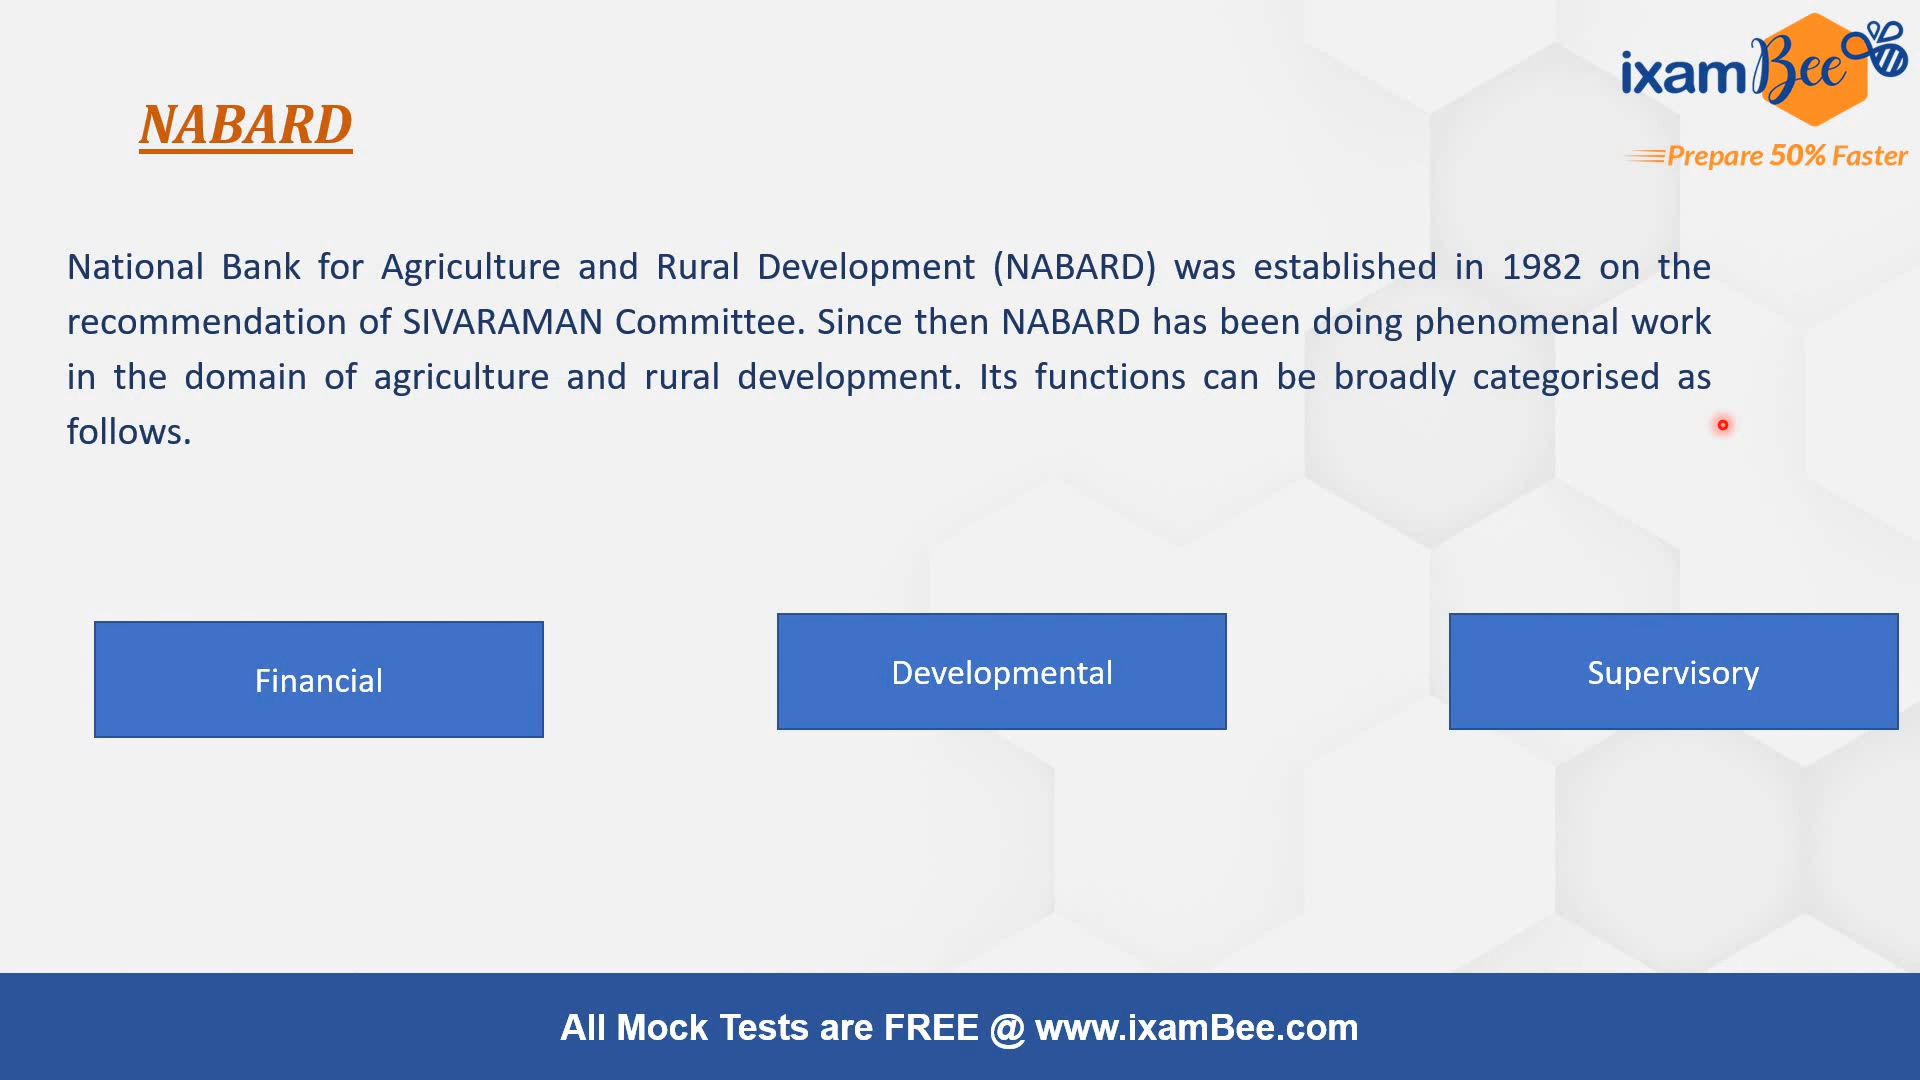 ixamBee
Prepare 50% Faster
NABARD
National Bank for Agriculture and Rural Development (NABARD) was established in 1982 on the
recommendation of SIVARAMAN Committee. Since then NABARD has been doing phenomenal work
in the domain of agriculture and rural development. Its functions can be broadly categorised as
follows.
Financial
Developmental
Supervisory
All Mock Tests are FREE @ www.ixamBee.com